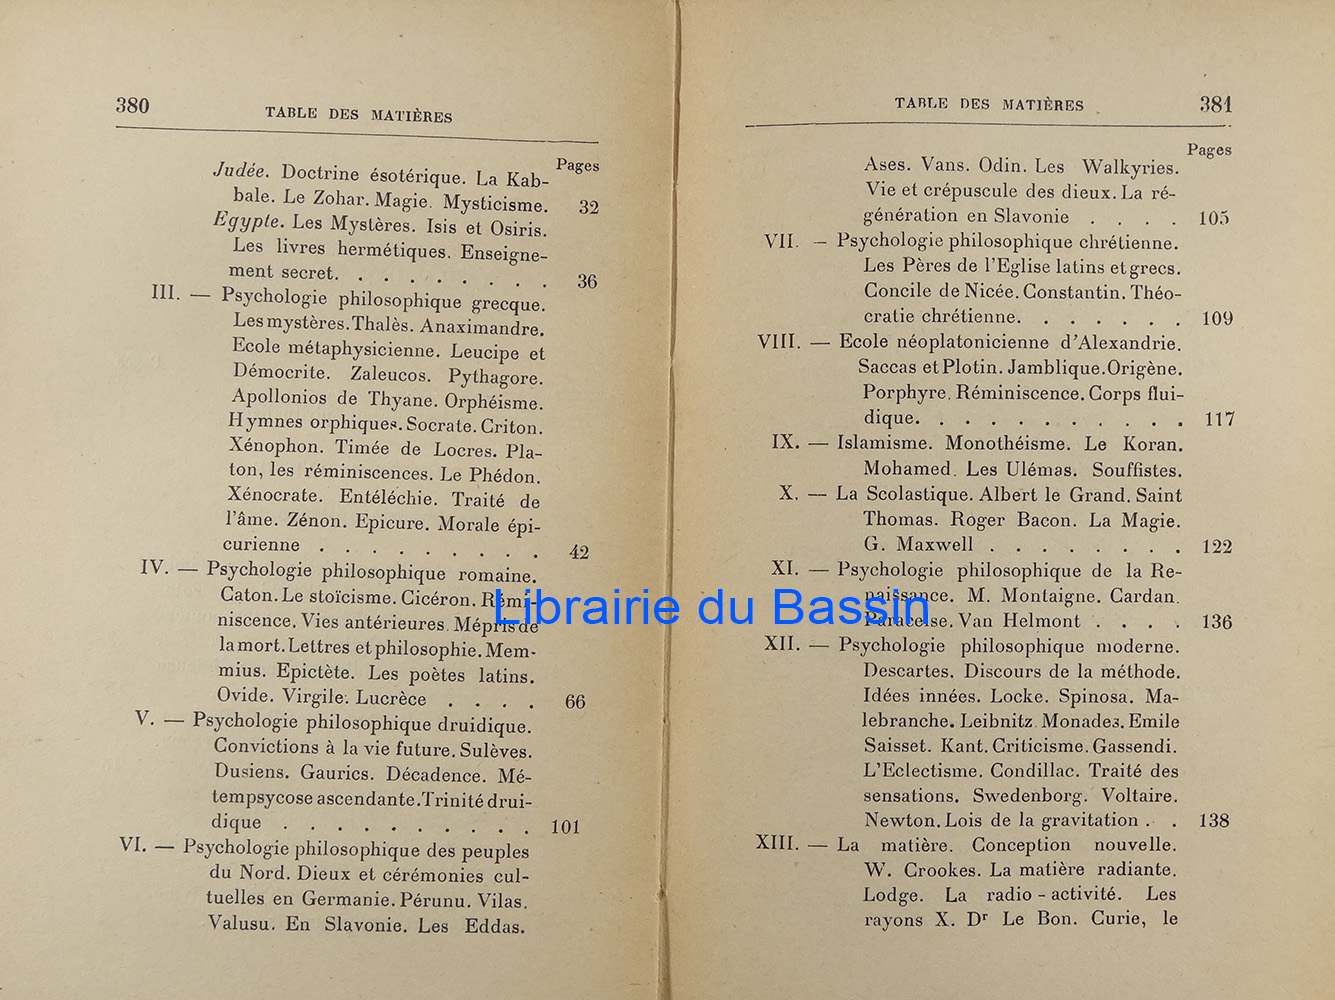 380
TABLE DES MATIÈRES
Pages
Judée. Doctrine ésotérique. La Kab-
bale. Le Zohar. Magie. Mysticisme. 32
Egypte. Les Mystères. Isis et Osiris.
Les livres hermétiques. Enseigne-
ment secret. . . . . . . . 36
III. — Psychologie philosophique grecque.
Les mystères. Thalès. Anaximandre.
Ecole métaphysicienne. Leucipe et
Démocrite. Zaleucos. Pythagore.
Apollonios de Thyane. Orphéisme.
Hymnes orphiques. Socrate. Criton.
Xénophon. Timée de Locres. Pla-
ton, les réminiscences. Le Phédon.
Xénocrate. Entéléchie. Traité de
l'âme. Zénon. Epicure. Morale épi-
curienne . . . . . . . . . 42
IV. — Psychologie philosophique romaine.
Caton. Le stoïcisme. Cicéron. Rémi-
niscence. Vies antérieures. Mépris de
la mort. Lettres et philosophie. Mem-
mius. Epictète. Les poètes latins.
Ovide. Virgile. Lucrèce . . . . 66
V. — Psychologie philosophique druidique.
Convictions à la vie future. Sulèves.
Dusiens. Gaurics. Décadence. Mé-
tempsycose ascendante. Trinité drui-
dique . . . . . . . . . . 101
VI. — Psychologie philosophique des peuples
du Nord. Dieux et cérémonies cul-
tuelles en Germanie. Pérunu. Vilas.
Valusu. En Slavonie. Les Eddas.
TABLE DES MATIÈRES
381
Pages
Ases. Vans. Odin. Les Walkyries.
Vie et crépuscule des dieux. La ré-
génération en Slavonie . . . . 105
VII. — Psychologie philosophique chrétienne.
Les Pères de l'Eglise latins et grecs.
Concile de Nicée. Constantin. Théo-
cratie chrétienne. . . . . . . 109
VIII. — Ecole néoplatonicienne d'Alexandrie.
Saccas et Plotin. Jamblique. Origène.
Porphyre. Réminiscence. Corps flui-
dique. . . . . . . . . . . 117
IX. — Islamisme. Monothéisme. Le Koran.
Mohamed. Les Ulémas. Souffistes.
X. — La Scolastique. Albert le Grand. Saint
Thomas. Roger Bacon. La Magie.
G. Maxwell . . . . . . . . 122
XI. — Psychologie philosophique de la Re-
naissance. M. Montaigne. Cardan.
Paracelse. Van Helmont . . . . 136
XII. — Psychologie philosophique moderne.
Descartes. Discours de la méthode.
Idées innées. Locke. Spinosa. Ma-
lebranche. Leibnitz. Monades. Emile
Saisset. Kant. Criticisme. Gassendi.
L'Eclectisme. Condillac. Traité des
sensations. Swedenborg. Voltaire.
Newton. Lois de la gravitation . . 138
XIII. — La matière. Conception nouvelle.
W. Crookes. La matière radiante.
Lodge. La radio-activité. Les
rayons X. Dr Le Bon. Curie, le
Librairie du Bassin